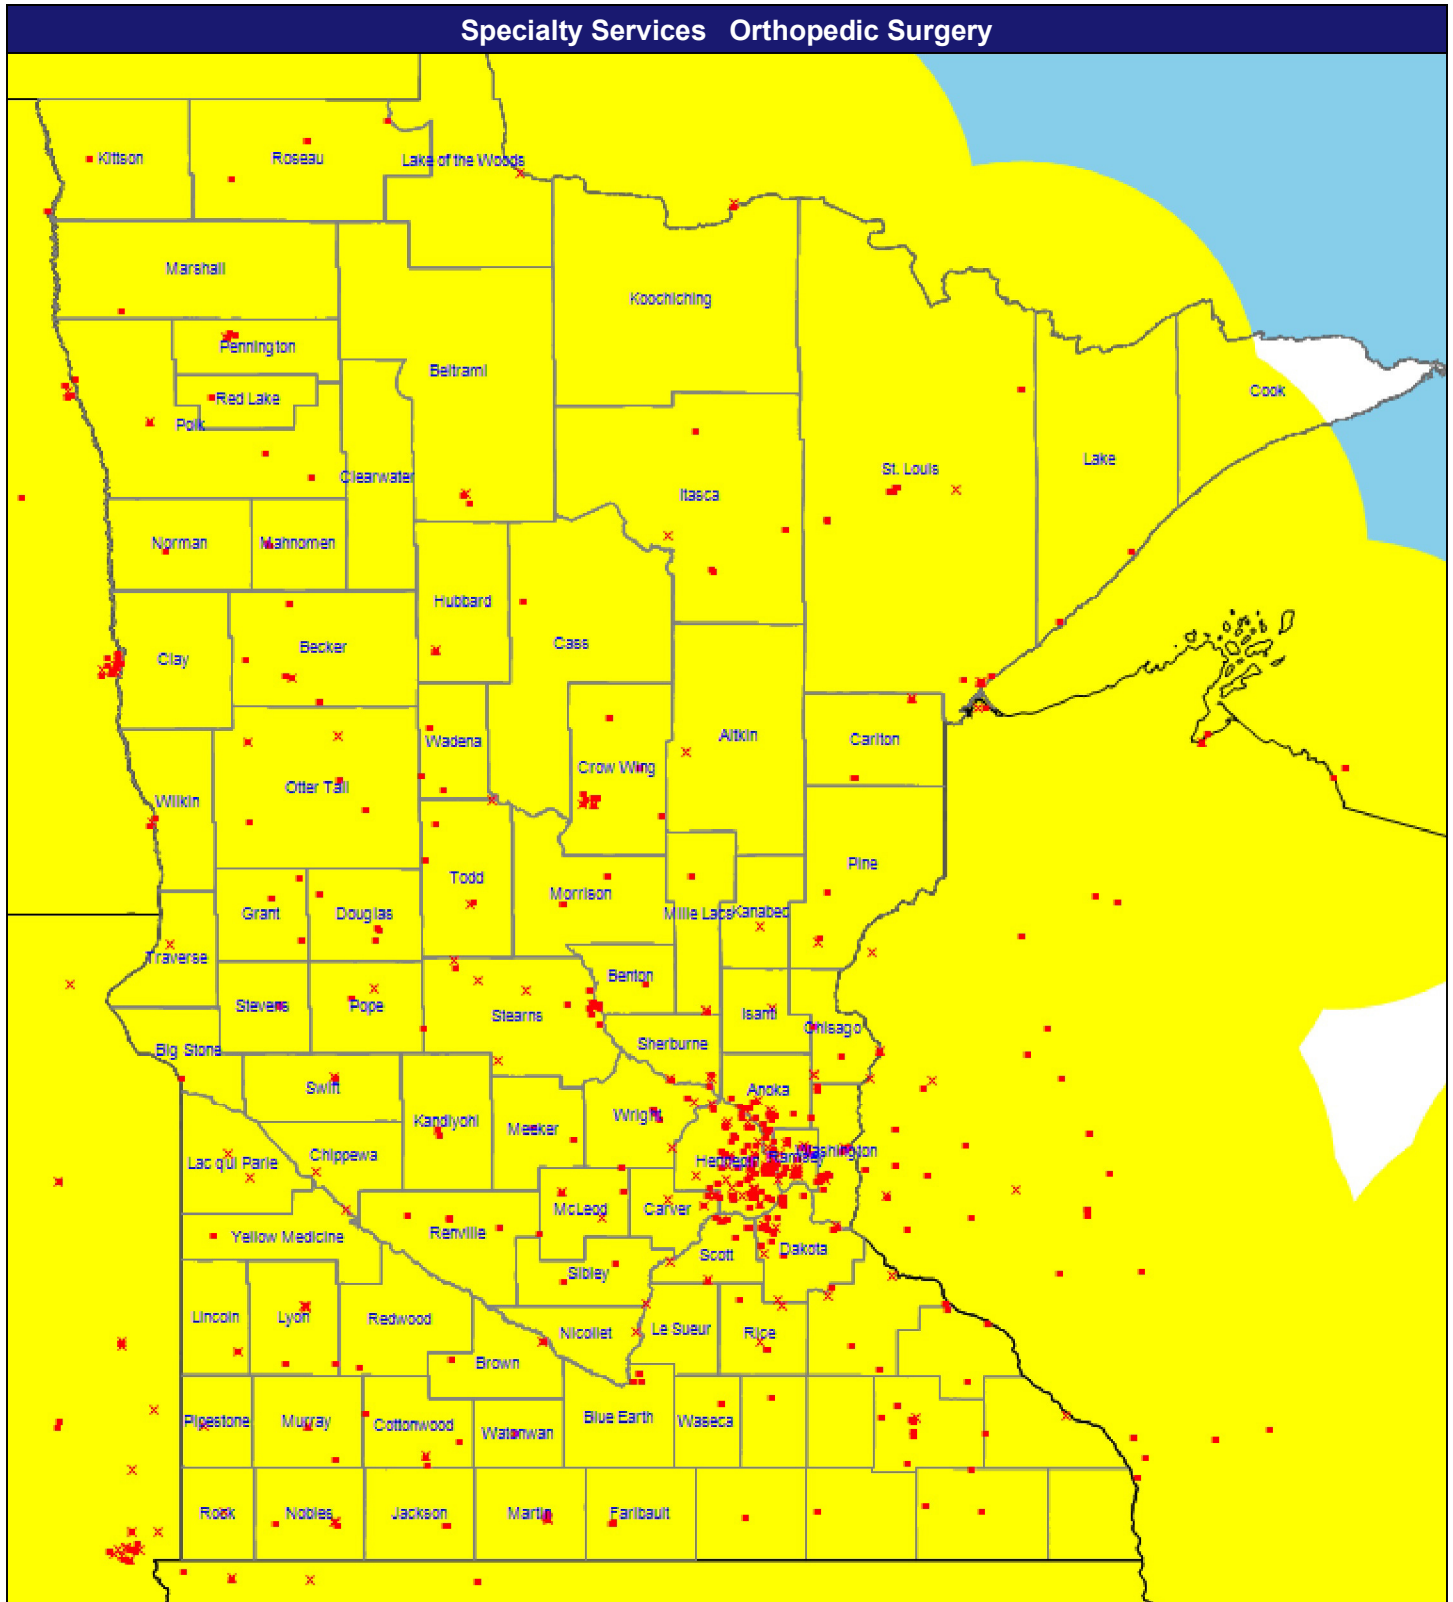 Specialty Services Orthopedic Surgery
Kittson
Roseau
Lake of the Woods
Marshall
Koochiching
Pennington
Beltrami
Red Lake
Cook
Polk
Clearwater
St. Louis
Lake
Itasca
Norman
Mahnomen
Hubbard
Cass
Clay
Becker
Wadena
Aitkin
Carlton
Crow Wing
Otter Tail
Wilkin
Todd
Pine
Morrison
Grant
Douglas
Mille Lacs
Kanabec
Traverse
Benton
Stevens
Pope
Stearns
Isanti
Chisago
Big Stone
Sherburne
Swift
Anoka
Kandiyohi
Meeker
Wright
Chippewa
Lac qui Parle
Hennepin
Ramsey
Washington
McLeod
Carver
Yellow Medicine
Renville
Scott
Dakota
Sibley
Lincoln
Lyon
Redwood
Nicollet
Le Sueur
Rice
Brown
Pipestone
Murray
Cottonwood
Watonwan
Blue Earth
Waseca
Rock
Nobles
Jackson
Martin
Faribault